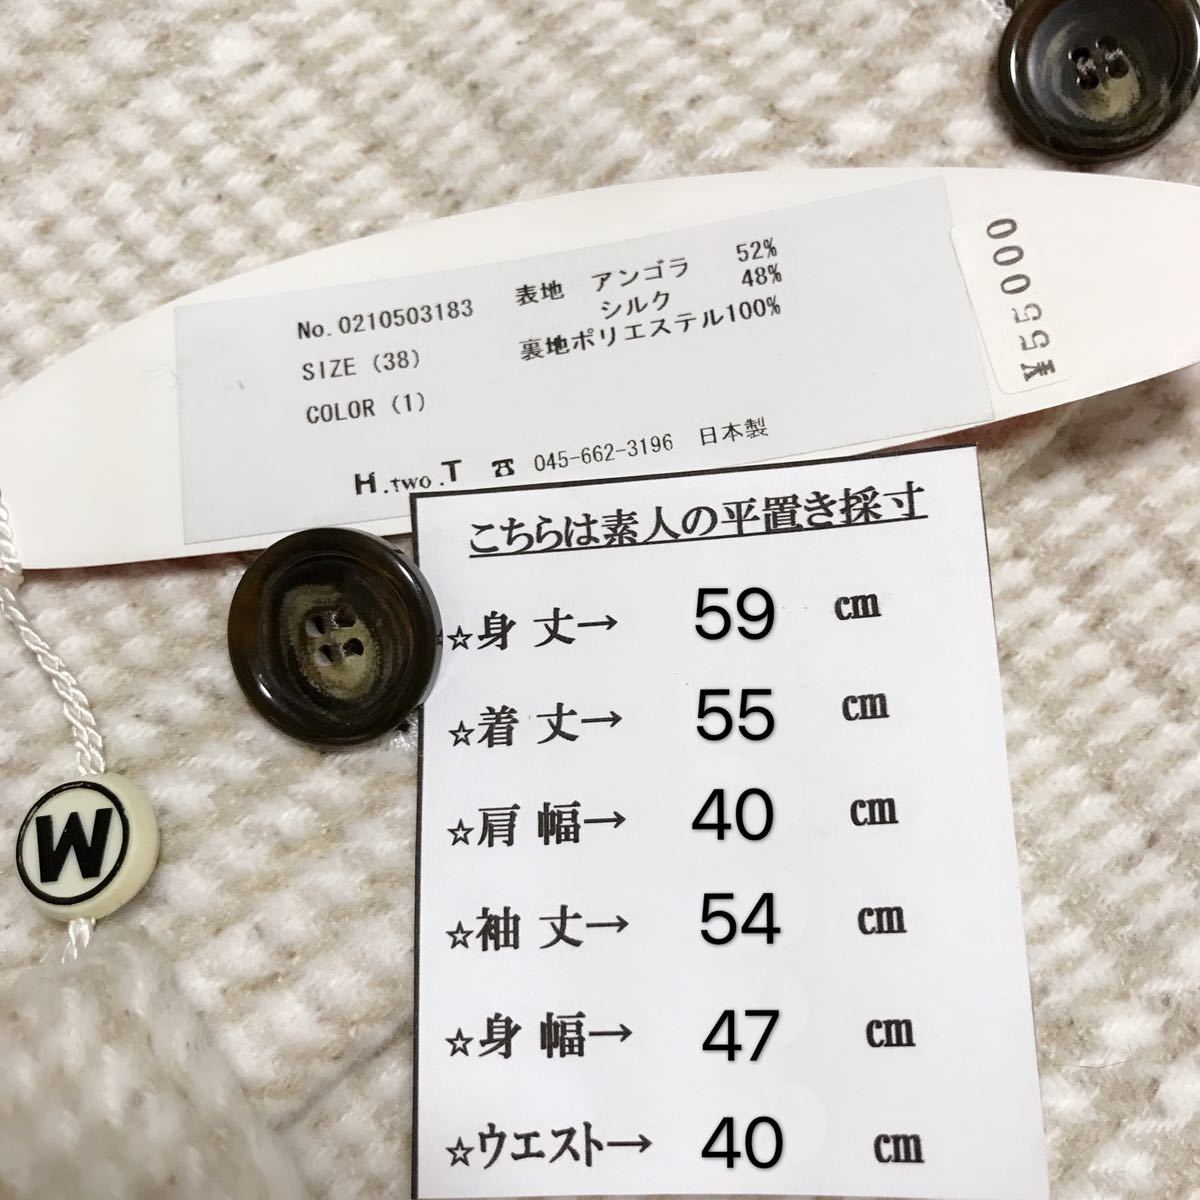 No.0210503183 表地 アンゴラ 52%
シルク 48%
SIZE (38) 裏地ポリエステル100%
COLOR (1)
H.two.T ☎ 045-662-3196 日本製
¥55000
こちらは素人の平置き採寸
☆身 丈→ 59 cm
☆着 丈→ 55 cm
☆肩 幅→ 40 cm
☆袖 丈→ 54 cm
☆身 幅→ 47 cm
☆ウエスト→ 40 cm
W